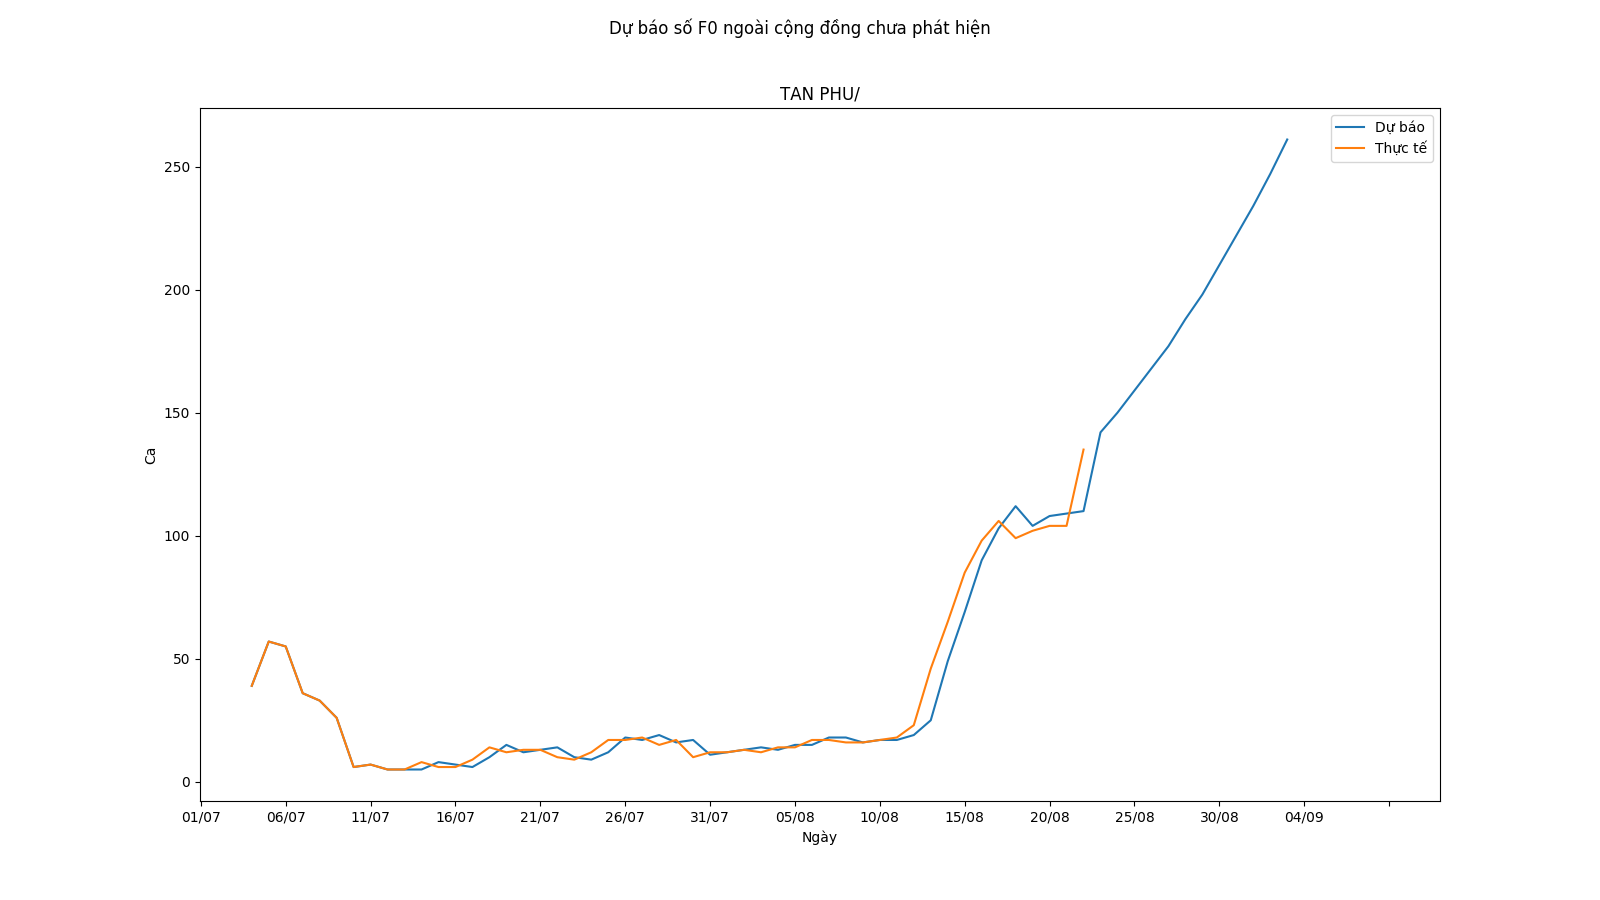 Dự báo số F0 ngoài cộng đồng chưa phát hiện
TAN PHU/
Dự báo
Thực tế
250
200
150
100
50
0
Ca
01/07 06/07 11/07 16/07 21/07 26/07 31/07 05/08 10/08 15/08 20/08 25/08 30/08 04/09
Ngày